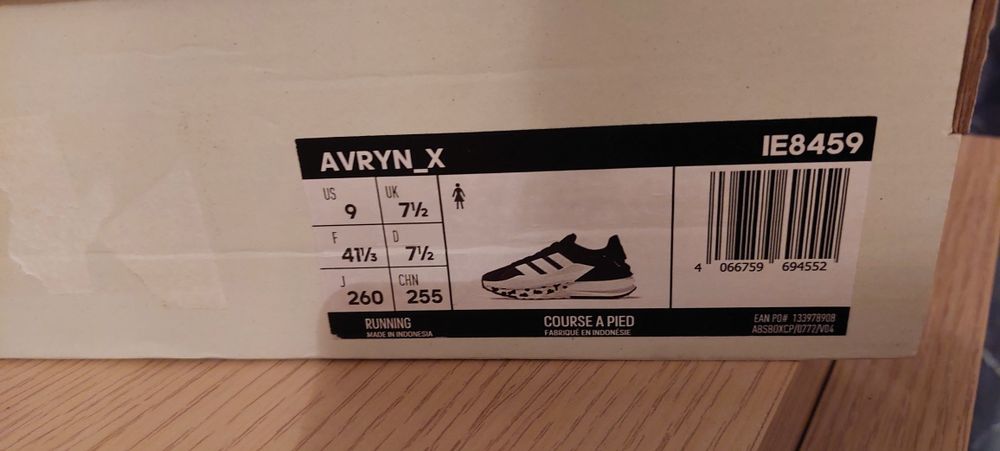 AVRYN_X IE8459
US 9 UK 7½
F 41⅓ D 7½
J 260 CHN 255
4 066759 694552
RUNNING
MADE IN INDONESIA
COURSE A PIED
FABRIQUÉ EN INDONÉSIE
EAN PO# 133978908
ABSBOXCP/0772/V04